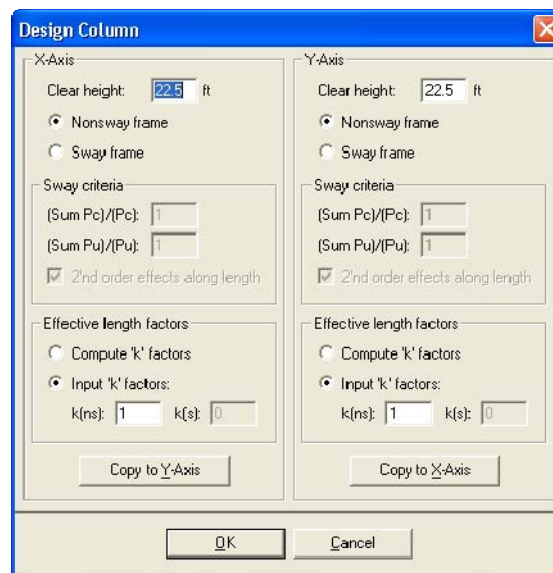 Design Column
X-Axis
Clear height: 22.5 ft
Nonsway frame
Sway frame
Sway criteria
(Sum Pc)/(Pc): 1
(Sum Pu)/(Pu): 1
2'nd order effects along length
Effective length factors
Compute 'k' factors
Input 'k' factors:
k(ns): 1 k(s): 0
Copy to Y-Axis
Y-Axis
Clear height: 22.5 ft
Nonsway frame
Sway frame
Sway criteria
(Sum Pc)/(Pc): 1
(Sum Pu)/(Pu): 1
2'nd order effects along length
Effective length factors
Compute 'k' factors
Input 'k' factors:
k(ns): 1 k(s): 0
Copy to X-Axis
OK Cancel